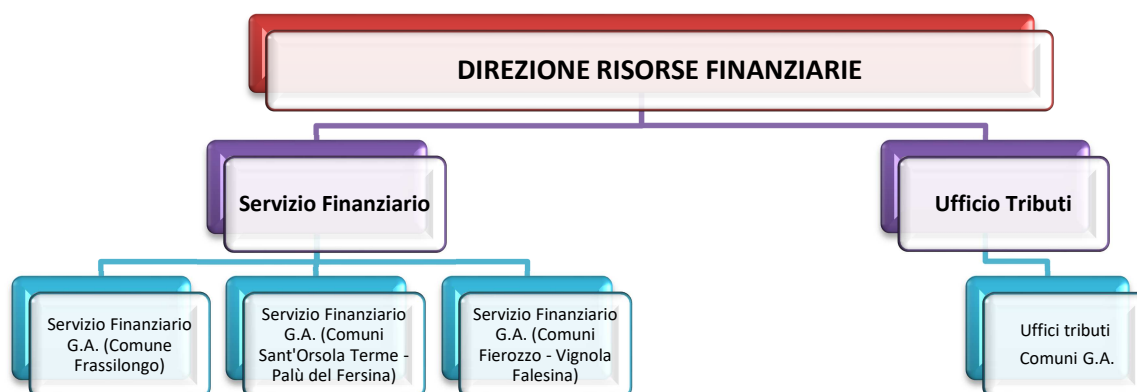 DIREZIONE RISORSE FINANZIARIE
Servizio Finanziario
Ufficio Tributi
Servizio Finanziario
G.A. (Comune
Frassilongo)
Servizio Finanziario
G.A. (Comuni
Sant'Orsola Terme -
Palù del Fersina)
Servizio Finanziario
G.A. (Comuni
Fierozzo - Vignola
Falesina)
Uffici tributi
Comuni G.A.